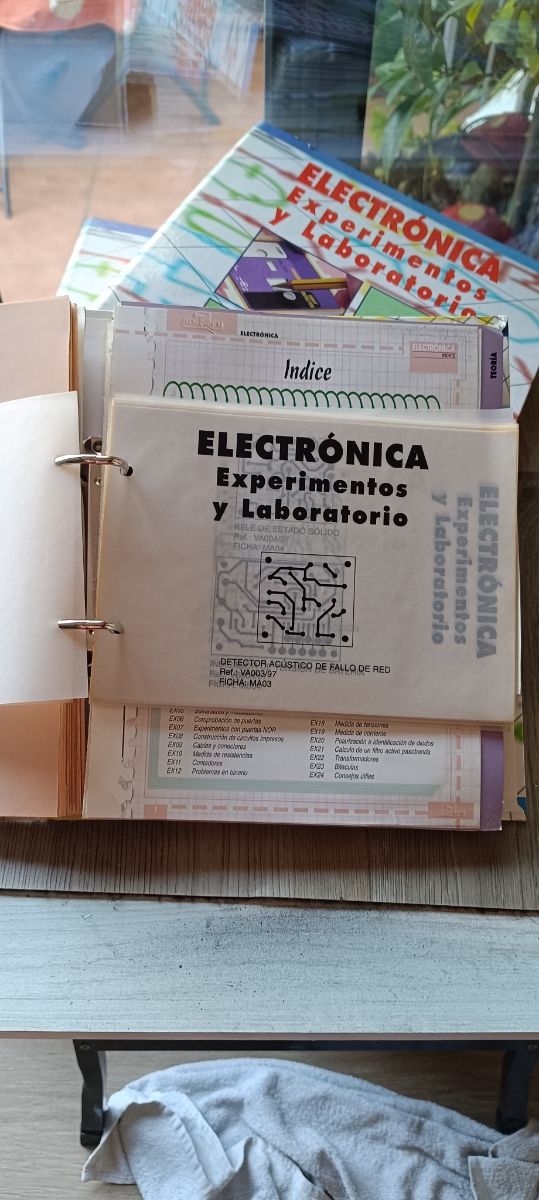 ELECTRÓNICA
Experimentos
y Laboratorio
ELECTRÓNICA
ELECTRÓNICA
INDICE
TEORÍA
Indice
ELECTRÓNICA
Experimentos
y Laboratorio
RELÉ DE ESTADO SOLIDO
Ref.: VA004/97
FICHA: MA04
DETECTOR ACÚSTICO DE FALLO DE RED
Ref.: VA003/97
FICHA: MA03
ELECTRÓNICA
Experimentos
y Laboratorio
EX06 Comprobación de puertas
EX07 Experimentos con puertas NOR
EX08 Construcción de circuitos impresos
EX09 Cables y conectores
EX10 Medida de resistencias
EX11 Contadores
EX12 Problemas en binario
EX18 Medida de tensiones
EX19 Medida de corriente
EX20 Polarización e identificación de diodos
EX21 Calculo de un filtro activo pasobanda
EX22 Transformadores
EX23 Básculas
EX24 Consejos útiles
1